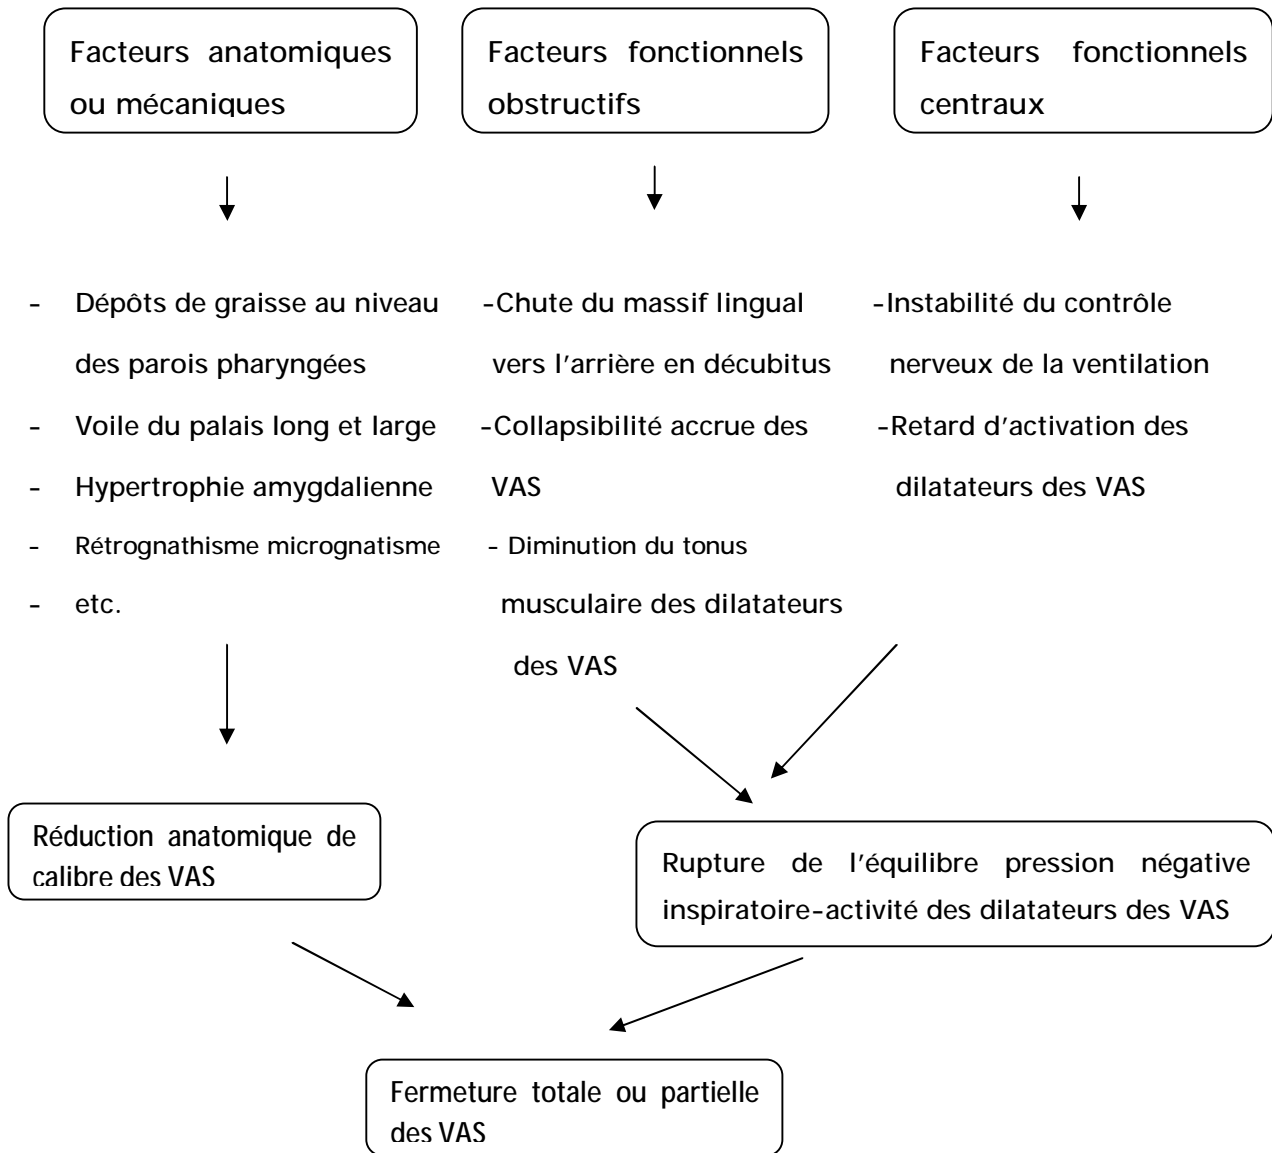 Facteurs anatomiques
ou mécaniques
Facteurs fonctionnels
obstructifs
Facteurs fonctionnels
centraux
- Dépôts de graisse au niveau
des parois pharyngées
- Voile du palais long et large
- Hypertrophie amygdalienne
- Rétrognathisme micrognatisme
- etc.
-Chute du massif lingual
vers l'arrière en décubitus
-Collapsibilité accrue des
VAS
- Diminution du tonus
musculaire des dilatateurs
des VAS
-Instabilité du contrôle
nerveux de la ventilation
-Retard d'activation des
dilatateurs des VAS
Réduction anatomique de
calibre des VAS
Rupture de l'équilibre pression négative
inspiratoire-activité des dilatateurs des VAS
Fermeture totale ou partielle
des VAS